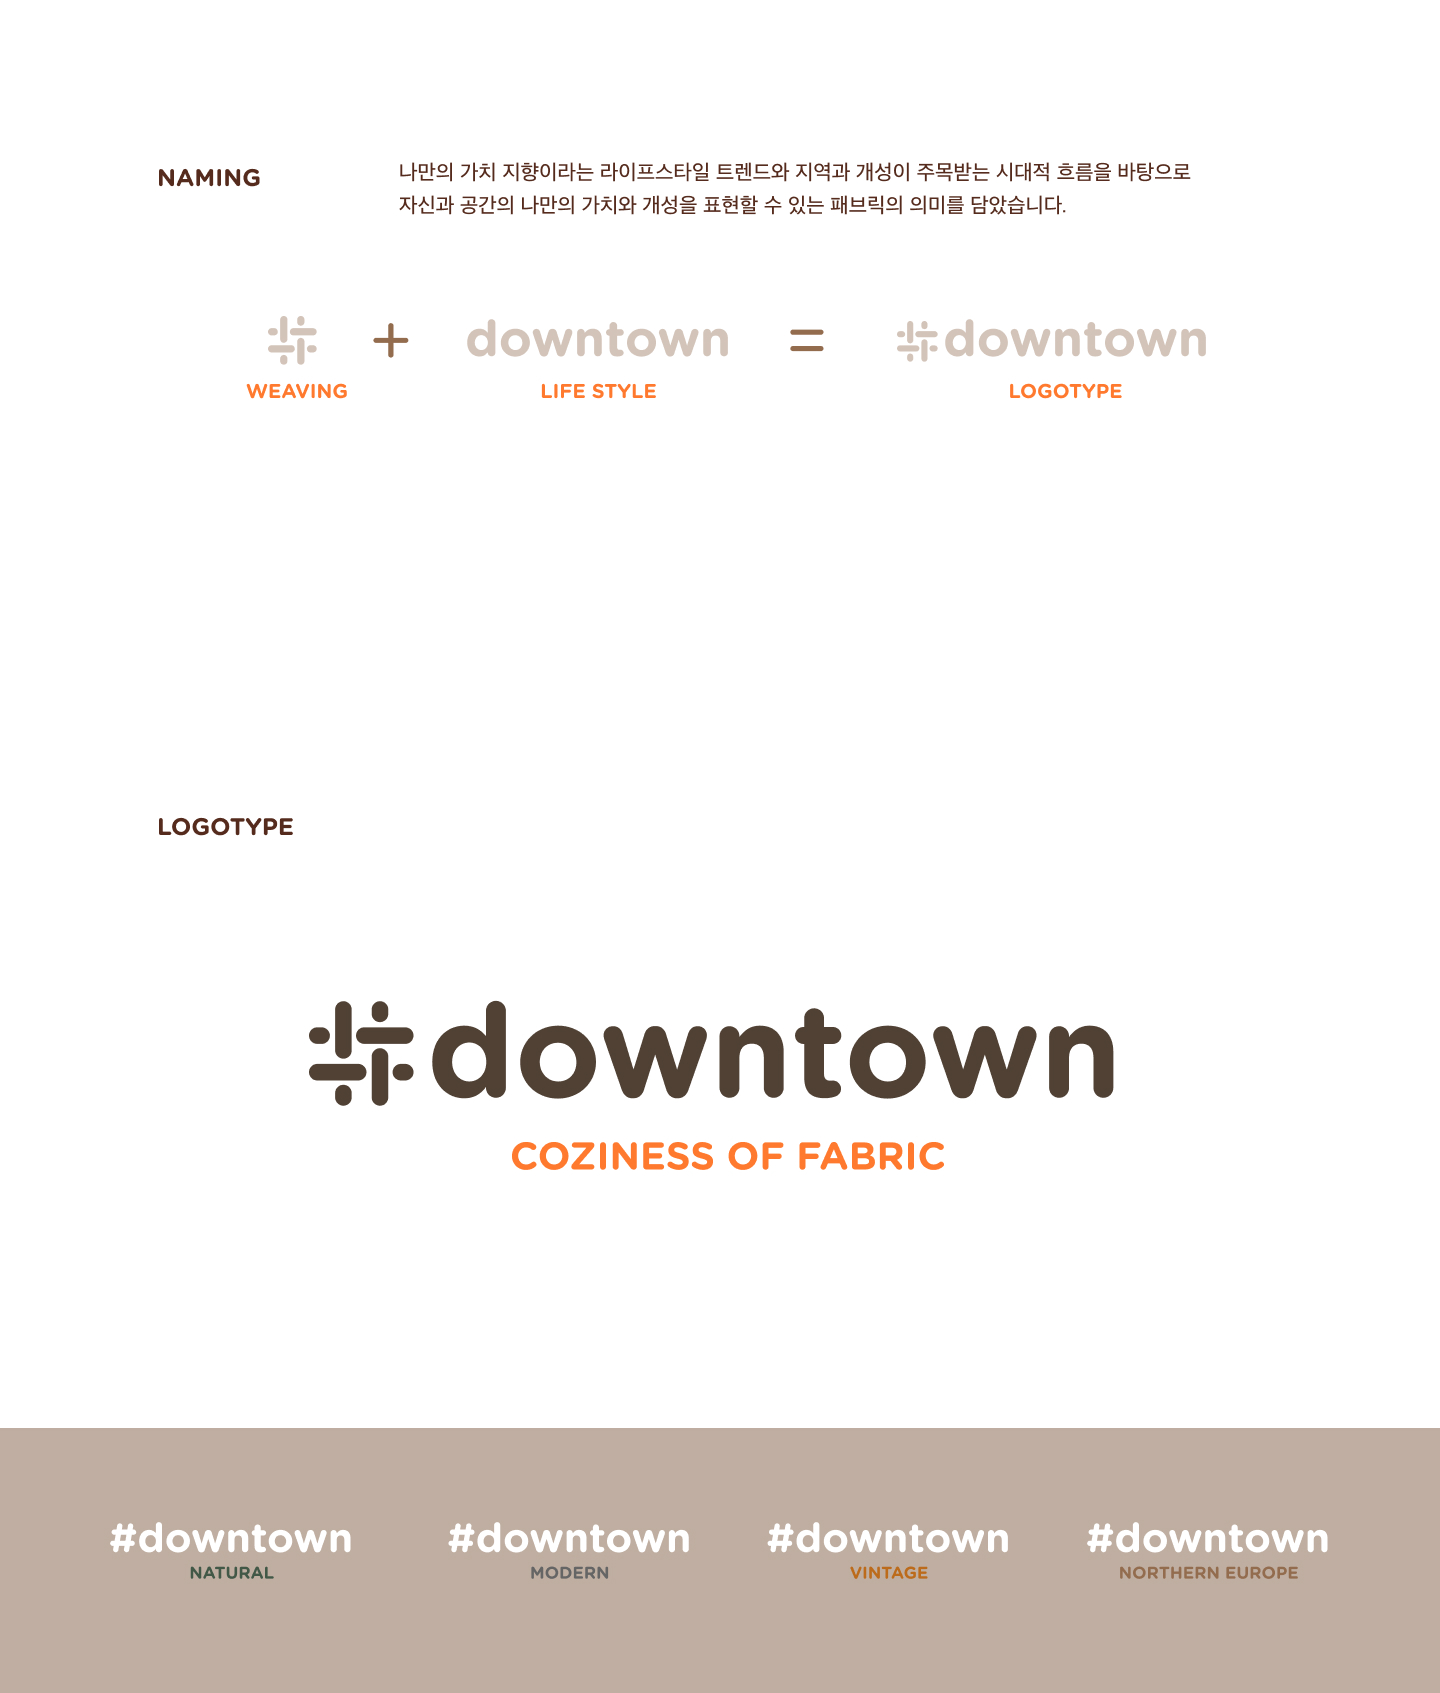 NAMING
나만의 가치 지향이라는 라이프스타일 트렌드와 지역과 개성이 주목받는 시대적 흐름을 바탕으로
자신과 공간의 나만의 가치와 개성을 표현할 수 있는 패브릭의 의미를 담았습니다.
# + downtown = #downtown
WEAVING LIFE STYLE LOGOTYPE
LOGOTYPE
#downtown
COZINESS OF FABRIC
#downtown #downtown #downtown #downtown
NATURAL MODERN VINTAGE NORTHERN EUROPE